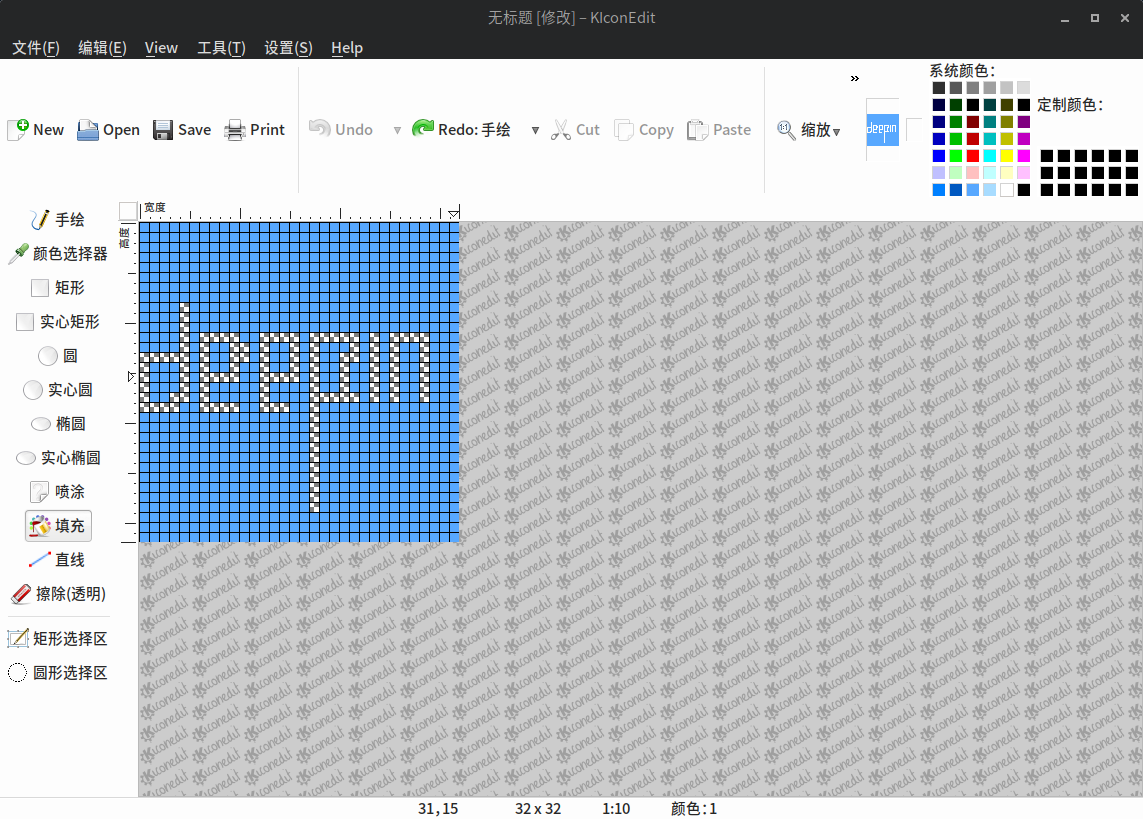 无标题 [修改] – KIconEdit
文件(F) 编辑(E) View 工具(T) 设置(S) Help
系统颜色：
定制颜色：
New Open Save Print Undo Redo: 手绘 Cut Copy Paste 缩放
deepin
宽度
高度
手绘
颜色选择器
矩形
实心矩形
圆
实心圆
椭圆
实心椭圆
喷涂
填充
直线
擦除(透明)
矩形选择区
圆形选择区
deepin
31,15 32 x 32 1:10 颜色：1